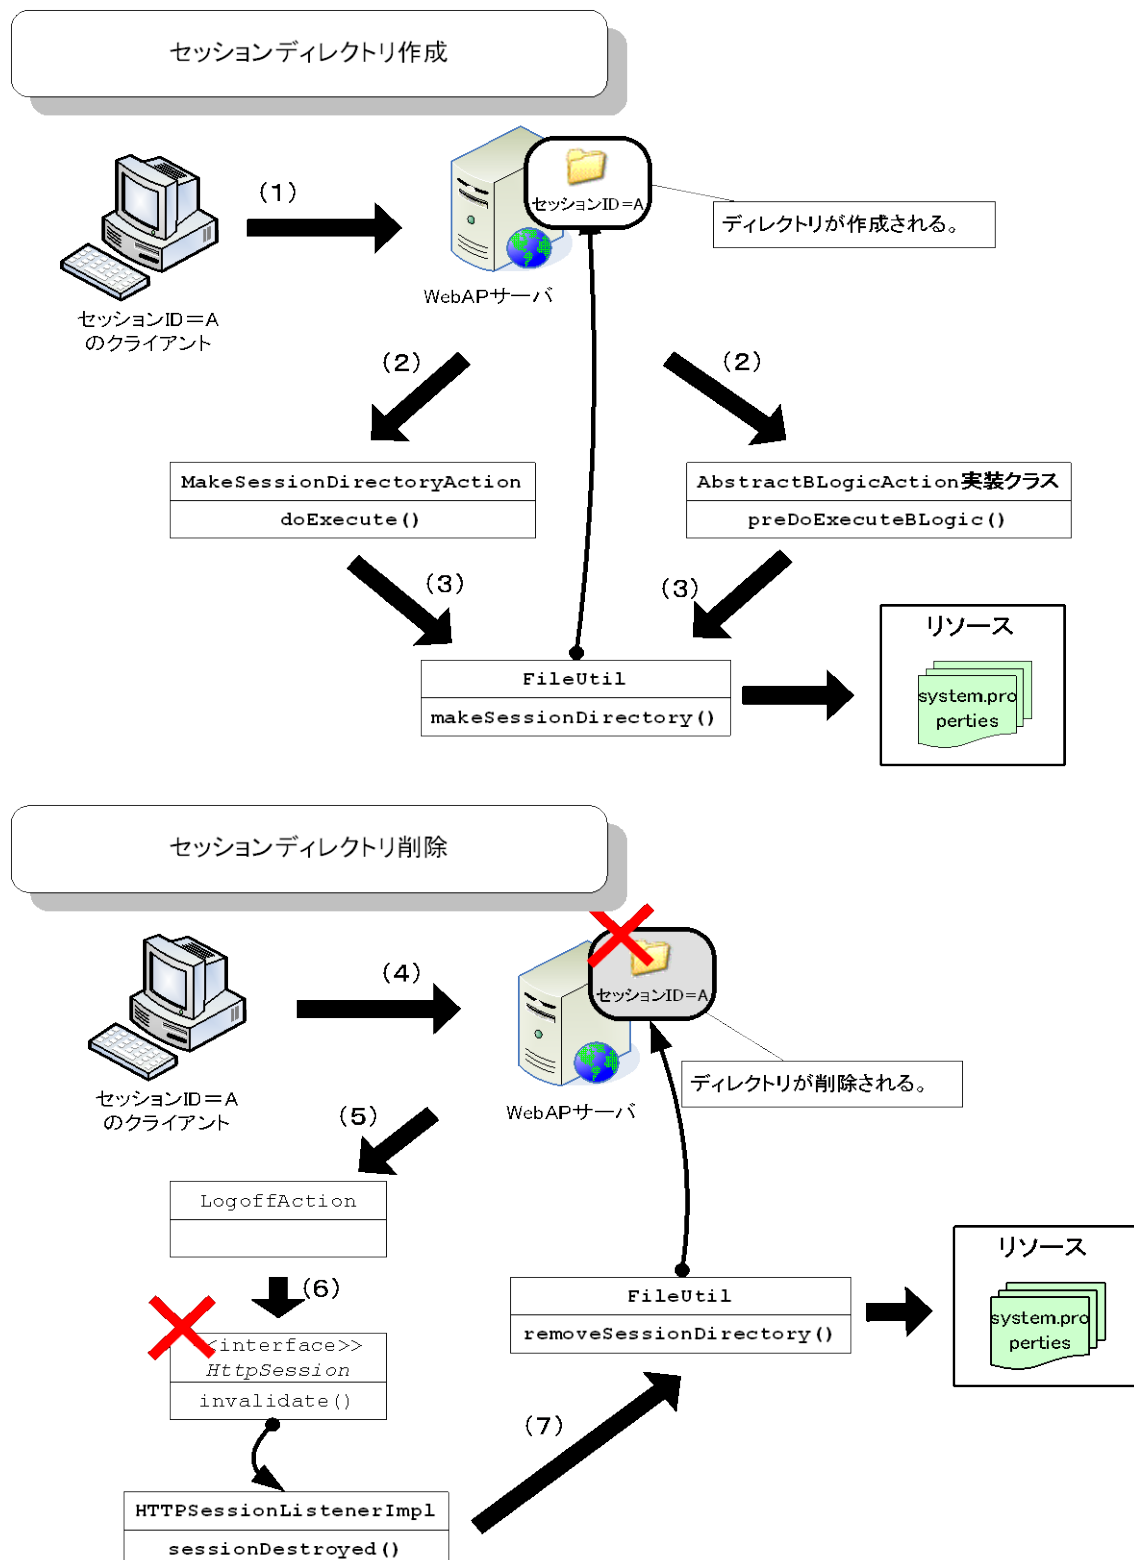 セッションディレクトリ作成
(1)
セッションID=A
ディレクトリが作成される。
WebAPサーバ
セッションID=A
のクライアント
(2)
(2)
MakeSessionDirectoryAction
doExecute()
AbstractBLogicAction実装クラス
preDoExecuteBLogic()
(3)
(3)
リソース
system.pro
perties
FileUtil
makeSessionDirectory()
セッションディレクトリ削除
(4)
セッションID=A
ディレクトリが削除される。
WebAPサーバ
セッションID=A
のクライアント
(5)
LogoffAction
(6)
リソース
system.pro
perties
FileUtil
removeSessionDirectory()
<interface>>
HttpSession
invalidate()
(7)
HTTPSessionListenerImpl
sessionDestroyed()